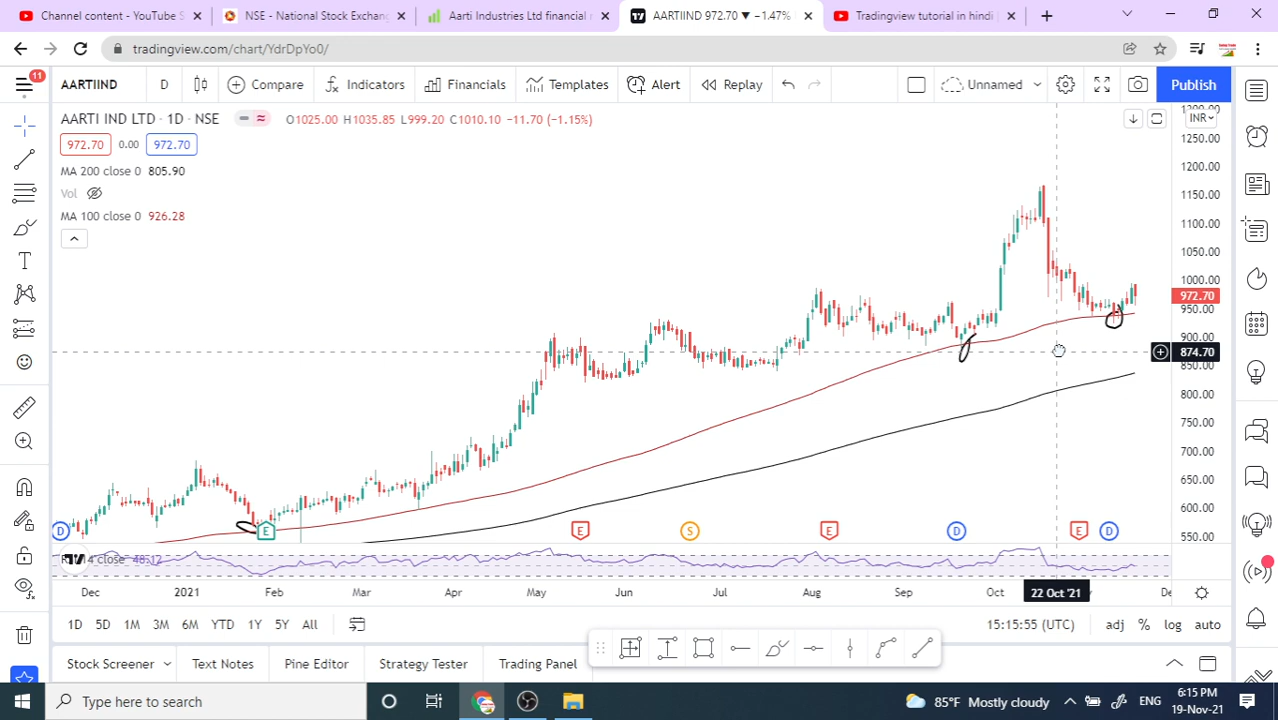 Channel content - YouTube S
NSE - National Stock Exchan
Aarti Industries Ltd financial r
AARTIIND 972.70 ▼ −1.47%
Tradingview tutorial in hindi
tradingview.com/chart/YdrDpYo0/
11
AARTIIND
D
Compare
Indicators
Financials
Templates
Alert
Replay
Unnamed
Publish
AARTI IND LTD · 1D · NSE
O1025.00 H1035.85 L999.20 C1010.10 −11.70 (−1.15%)
INR
972.70 0.00 972.70
MA 200 close 0 805.90
Vol
MA 100 close 0 926.28
1250.00
1200.00
1150.00
1100.00
1050.00
1000.00
972.70
950.00
900.00
874.70
850.00
800.00
750.00
700.00
650.00
600.00
550.00
D
E
E
S
E
D
E
D
14 close 48.12
Dec
2021
Feb
Mar
Apr
May
Jun
Jul
Aug
Sep
Oct
22 Oct '21
De
1D
5D
1M
3M
6M
YTD
1Y
5Y
All
15:15:55 (UTC)
adj
%
log
auto
Stock Screener
Text Notes
Pine Editor
Strategy Tester
Trading Panel
Type here to search
85°F Mostly cloudy
ENG
6:15 PM
19-Nov-21